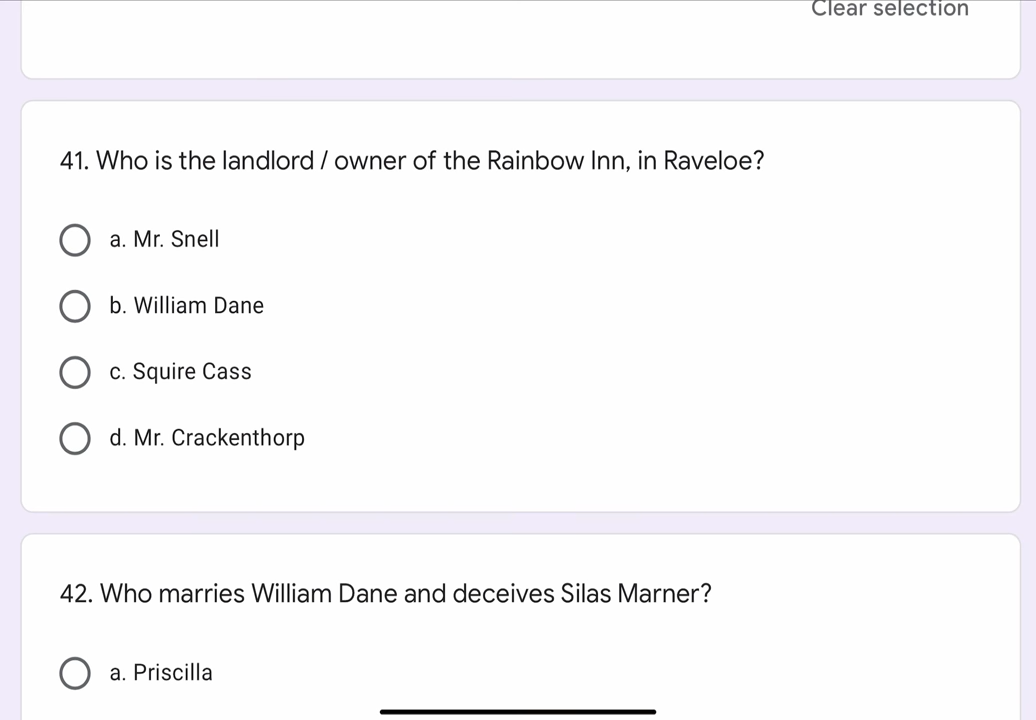 Clear selection
41. Who is the landlord / owner of the Rainbow Inn, in Raveloe?
a. Mr. Snell
b. William Dane
c. Squire Cass
d. Mr. Crackenthorp
42. Who marries William Dane and deceives Silas Marner?
a. Priscilla